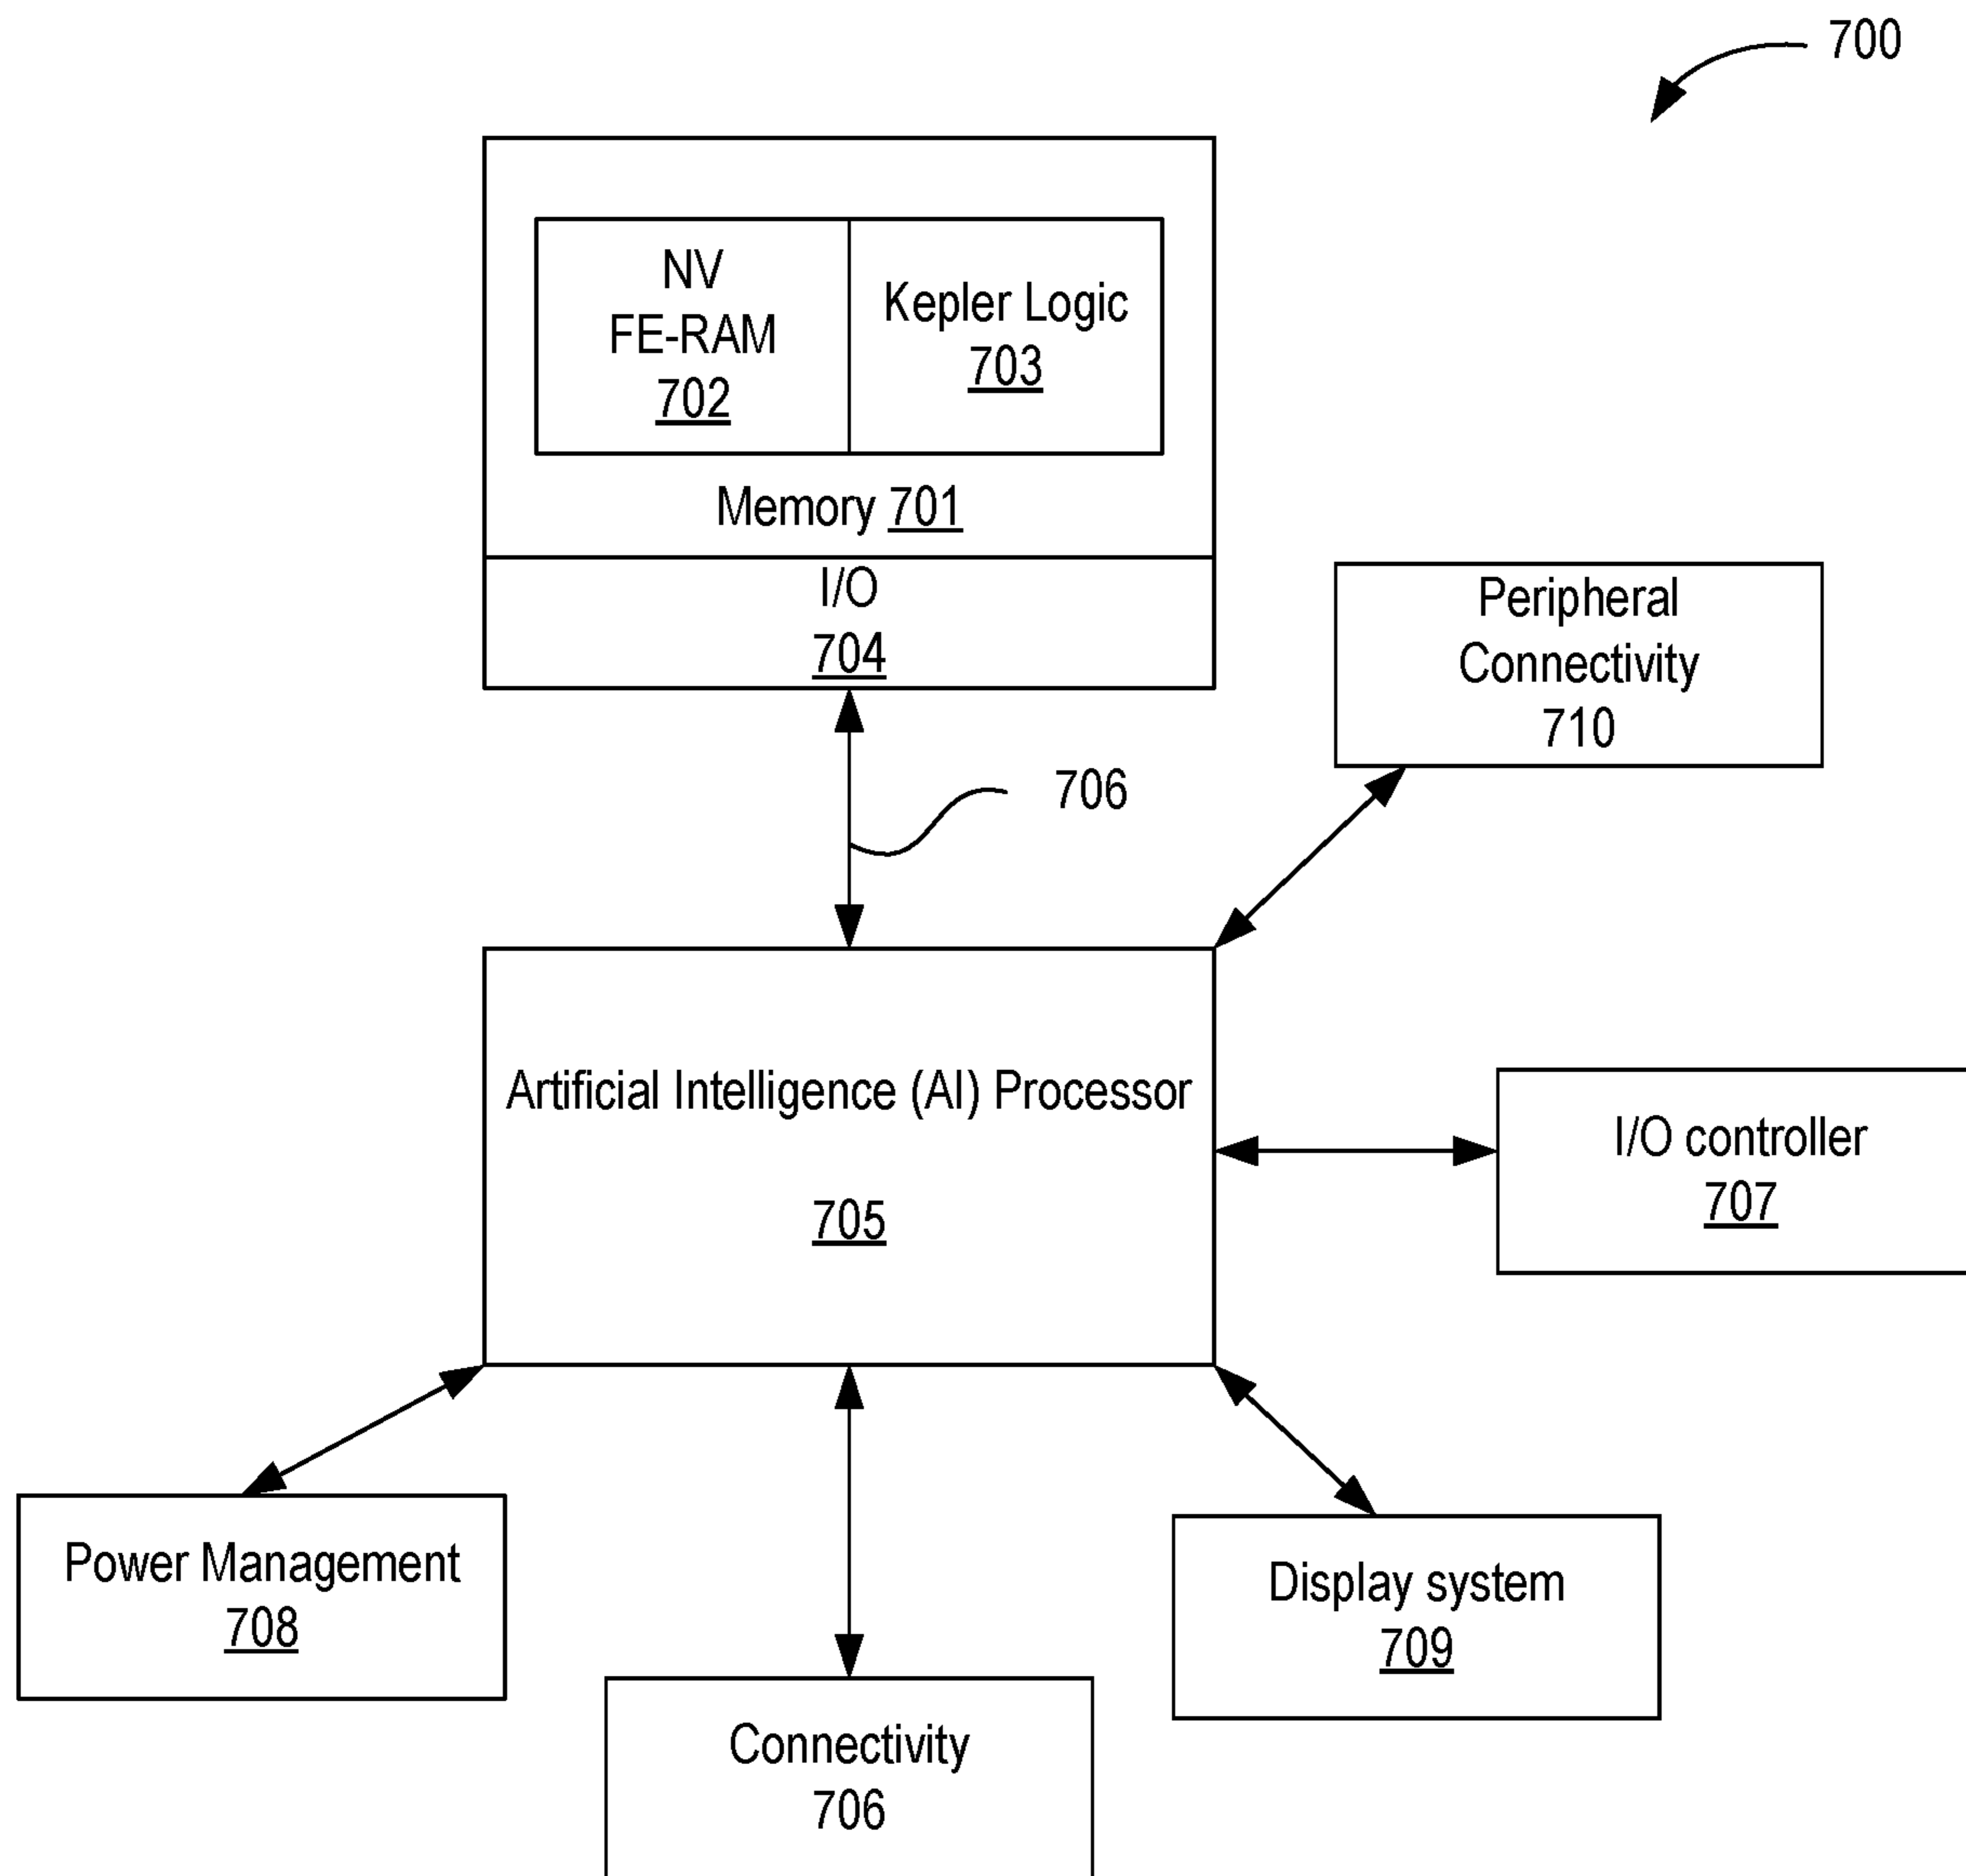 700
NV
FE-RAM
702
Kepler Logic
703
Memory 701
I/O
704
706
Peripheral
Connectivity
710
Artificial Intelligence (AI) Processor
705
I/O controller
707
Power Management
708
Display system
709
Connectivity
706